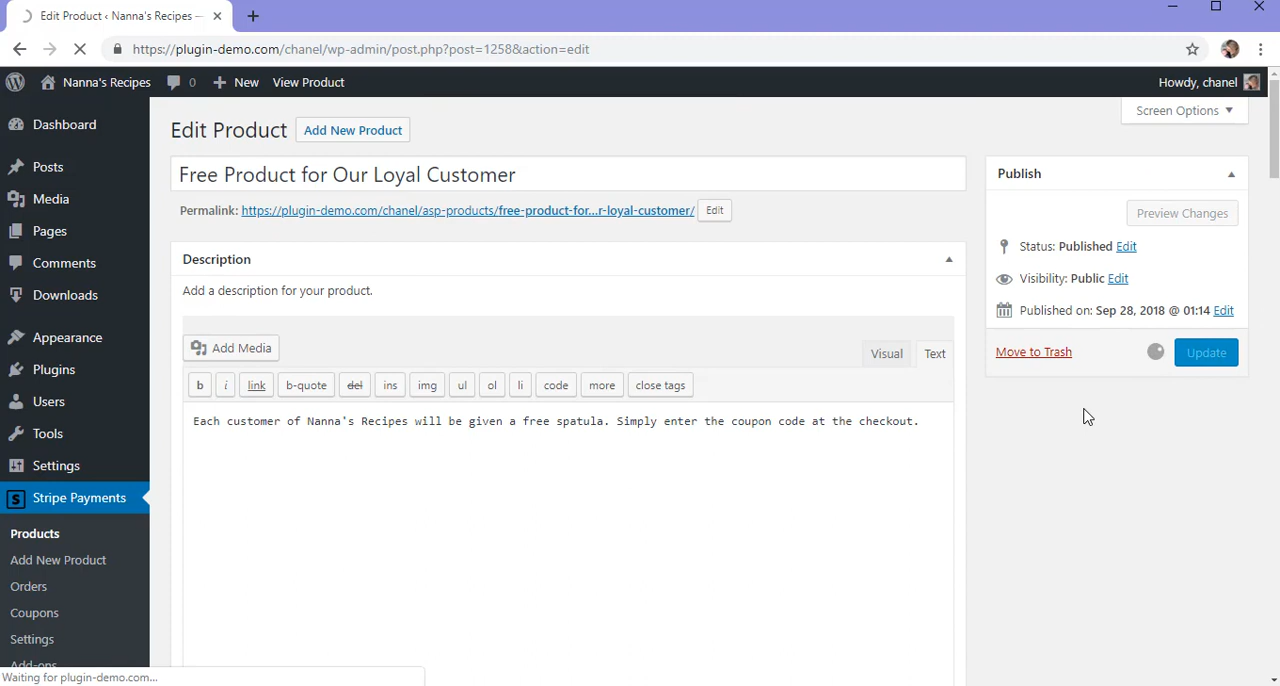 Edit Product ‹ Nanna's Recipes —
https://plugin-demo.com/chanel/wp-admin/post.php?post=1258&action=edit
Nanna's Recipes 0 New View Product Howdy, chanel
Screen Options
Dashboard
Posts
Media
Pages
Comments
Downloads
Appearance
Plugins
Users
Tools
Settings
Stripe Payments
Products
Add New Product
Orders
Coupons
Settings
Add-ons
Edit Product Add New Product
Free Product for Our Loyal Customer
Permalink: https://plugin-demo.com/chanel/asp-products/free-product-for...r-loyal-customer/ Edit
Description
Add a description for your product.
Add Media Visual Text
b i link b-quote del ins img ul ol li code more close tags
Each customer of Nanna's Recipes will be given a free spatula. Simply enter the coupon code at the checkout.
Publish
Preview Changes
Status: Published Edit
Visibility: Public Edit
Published on: Sep 28, 2018 @ 01:14 Edit
Move to Trash Update
Waiting for plugin-demo.com...